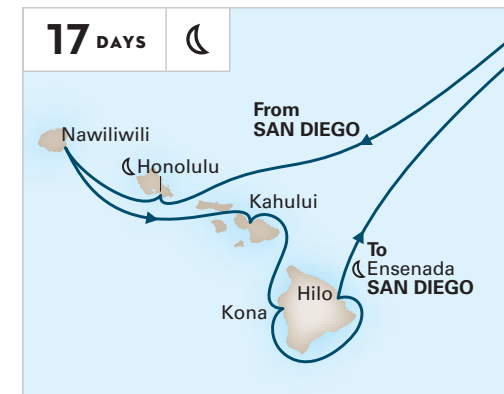 17 DAYS
From
SAN DIEGO
Nawiliwili
Honolulu
Kahului
To
Ensenada
SAN DIEGO
Hilo
Kona